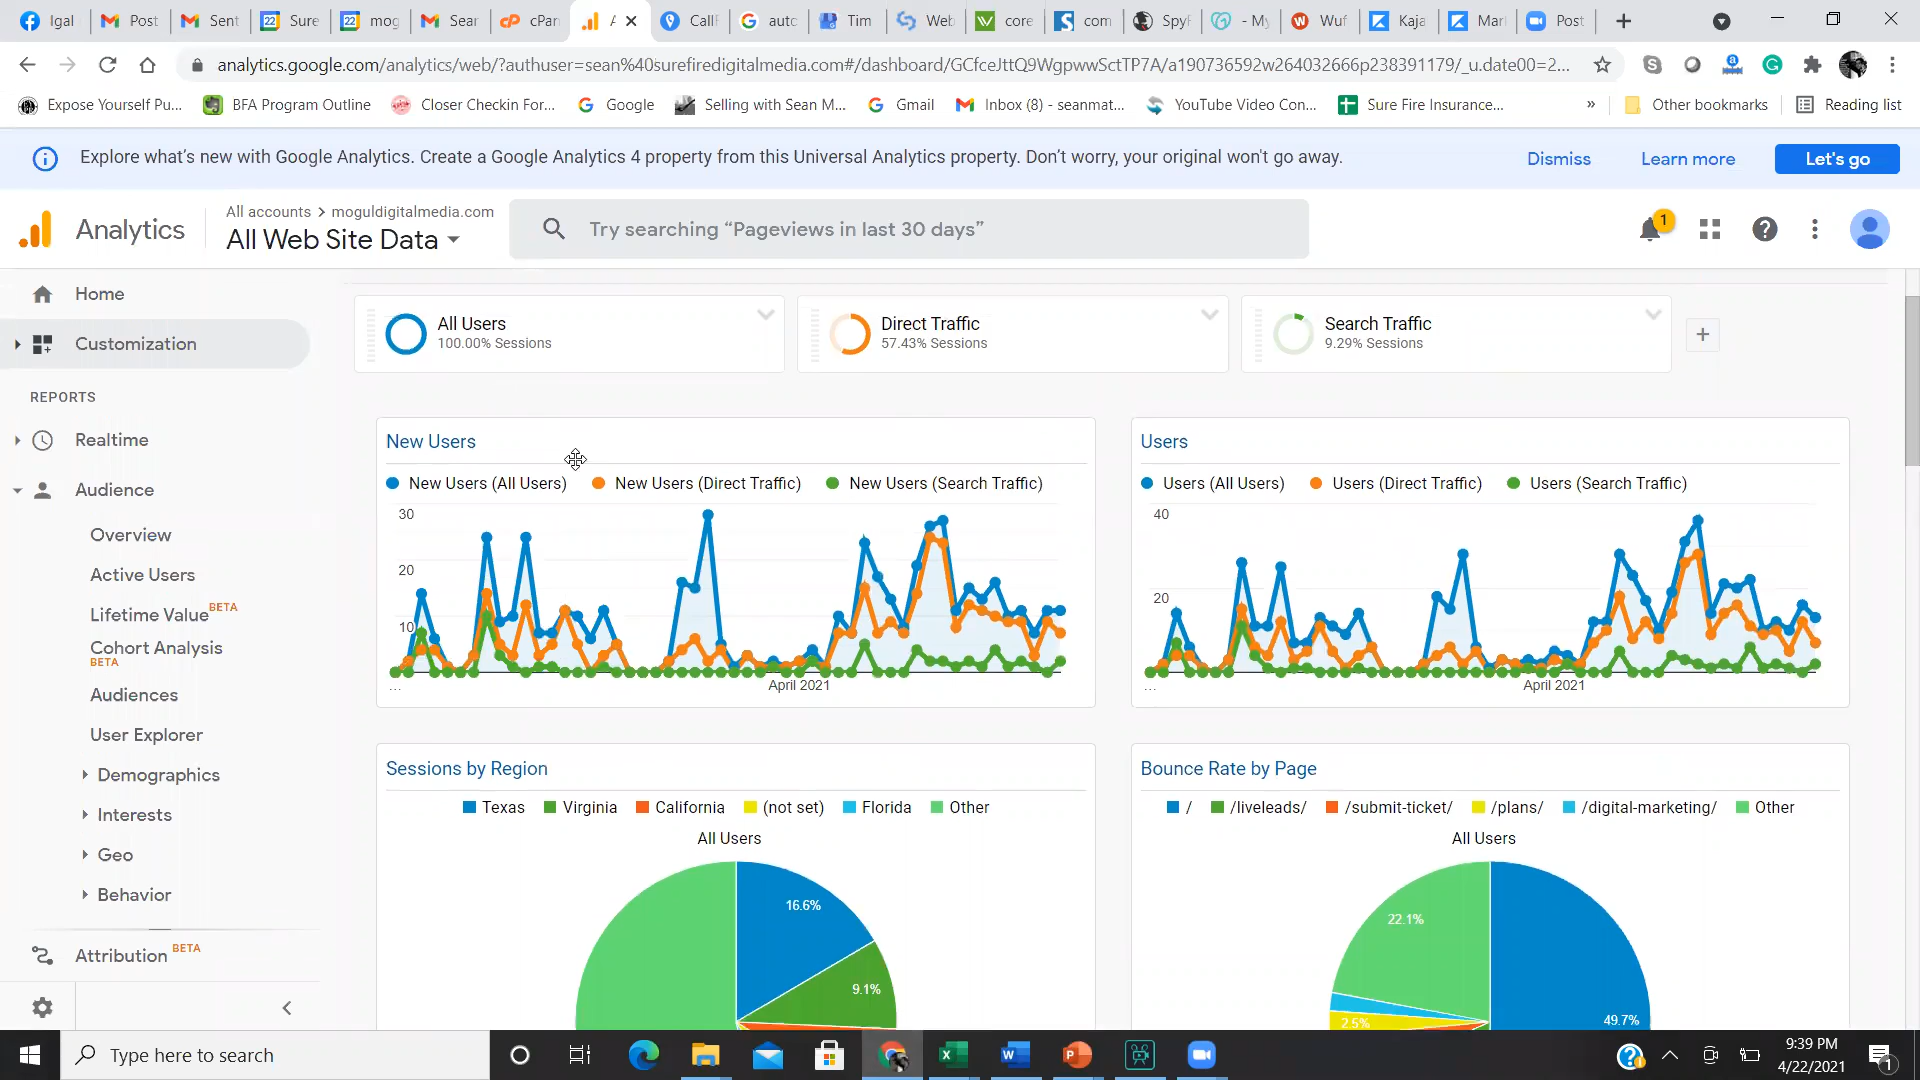 Igal
Post
Sent
Sure
mog
Sear
cPan
Call
auto
Tim
Web
core
com
Spy
- My
Wuf
Kaja
Mar
Post
analytics.google.com/analytics/web/?authuser=sean%40surefiredigitalmedia.com#/dashboard/GCfceJttQ9WgpwwSctTP7A/a190736592w264032666p238391179/_u.date00=2...
Expose Yourself Pu...
BFA Program Outline
Closer Checkin For...
Google
Selling with Sean M...
Gmail
Inbox (8) - seanmat...
YouTube Video Con...
Sure Fire Insurance...
»
Other bookmarks
Reading list
Explore what's new with Google Analytics. Create a Google Analytics 4 property from this Universal Analytics property. Don't worry, your original won't go away.
Dismiss
Learn more
Let's go
Analytics
All accounts > moguldigitalmedia.com
All Web Site Data
Try searching “Pageviews in last 30 days”
1
Home
Customization
REPORTS
Realtime
Audience
Overview
Active Users
Lifetime Value BETA
Cohort Analysis
BETA
Audiences
User Explorer
Demographics
Interests
Geo
Behavior
Attribution BETA
All Users
100.00% Sessions
Direct Traffic
57.43% Sessions
Search Traffic
9.29% Sessions
+
New Users
New Users (All Users) New Users (Direct Traffic) New Users (Search Traffic)
30
20
10
...
April 2021
Users
Users (All Users) Users (Direct Traffic) Users (Search Traffic)
40
20
...
April 2021
Sessions by Region
Texas Virginia California (not set) Florida Other
All Users
16.6%
9.1%
Bounce Rate by Page
/ /liveleads/ /submit-ticket/ /plans/ /digital-marketing/ Other
All Users
22.1%
2.5%
49.7%
Type here to search
9:39 PM
4/22/2021
1